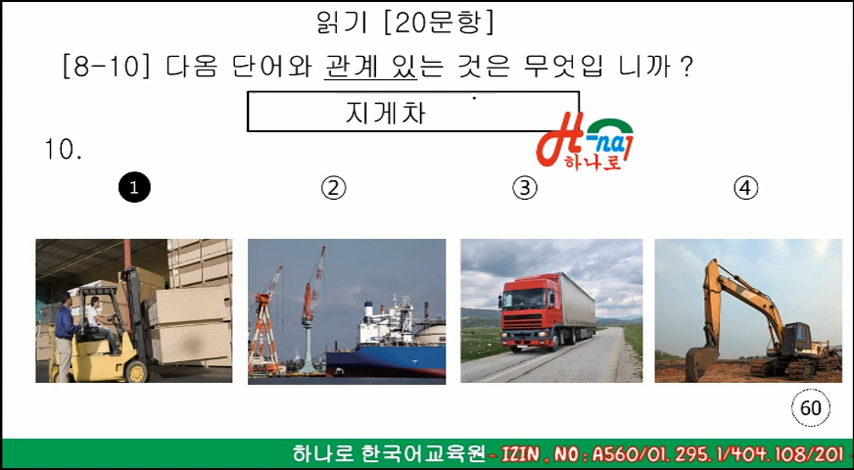 읽기 [20문항]
[8-10] 다옴 단어와 관계 있는 것은 무엇입 니까?
지게차
10.
H-na1
하나로
1 ② ③ ④
60
하나로 한국어교육원 - IZIN . NO : A560/01. 295. 1/404. 108/201